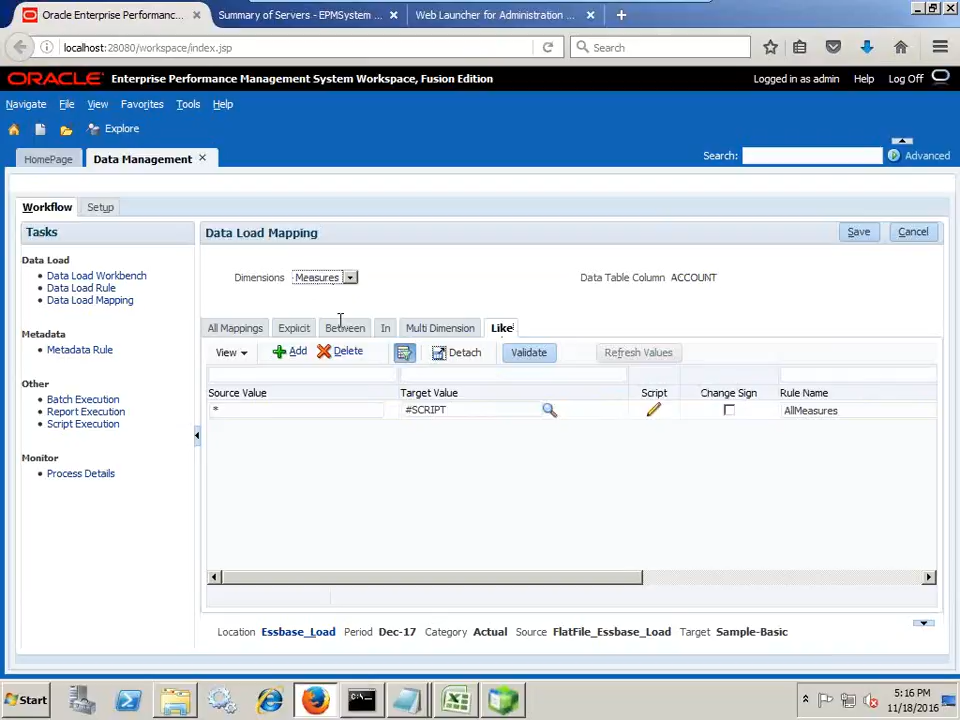 Oracle Enterprise Performanc... × Summary of Servers - EPMSystem ... × Web Launcher for Administration ... × +
localhost:28080/workspace/index.jsp Search
ORACLE Enterprise Performance Management System Workspace, Fusion Edition Logged in as admin Help Log Off
Navigate File View Favorites Tools Help
Explore
HomePage Data Management × Search: Advanced
Workflow Setup
Tasks
Data Load
Data Load Workbench
Data Load Rule
Data Load Mapping
Metadata
Metadata Rule
Other
Batch Execution
Report Execution
Script Execution
Monitor
Process Details
Data Load Mapping Save Cancel
Dimensions Measures Data Table Column ACCOUNT
All Mappings Explicit Between In Multi Dimension Like
View Add Delete Detach Validate Refresh Values
Source Value Target Value Script Change Sign Rule Name
* #SCRIPT AllMeasures
Location Essbase_Load Period Dec-17 Category Actual Source FlatFile_Essbase_Load Target Sample-Basic
Start 5:16 PM
11/18/2016